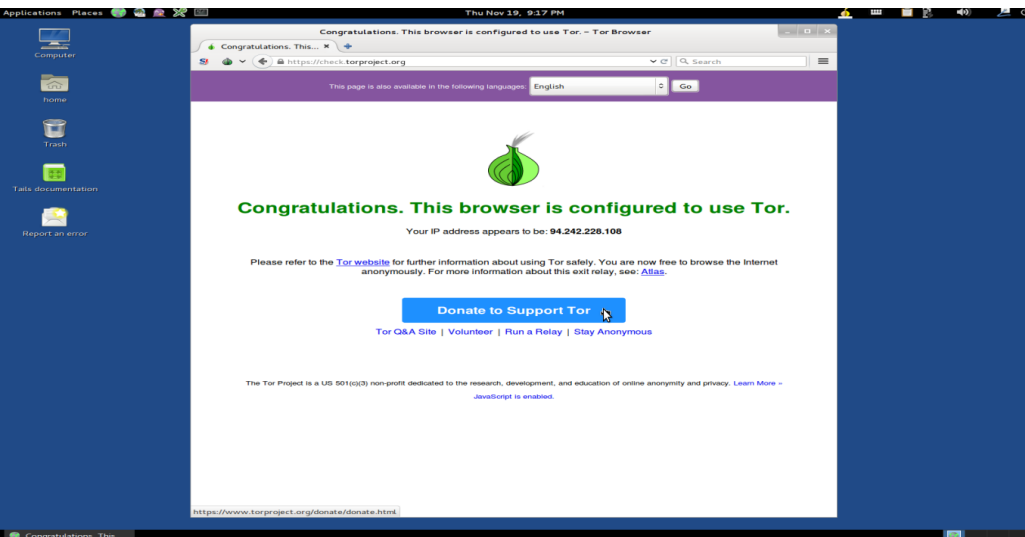 Applications Places
Thu Nov 19, 9:17 PM
Computer
home
Trash
Tails documentation
Report an error
Congratulations. This browser is configured to use Tor. – Tor Browser
Congratulations. This...
https://check.torproject.org
Search
This page is also available in the following languages: English Go
Congratulations. This browser is configured to use Tor.
Your IP address appears to be: 94.242.228.108
Please refer to the Tor website for further information about using Tor safely. You are now free to browse the Internet
anonymously. For more information about this exit relay, see: Atlas.
Donate to Support Tor
Tor Q&A Site | Volunteer | Run a Relay | Stay Anonymous
The Tor Project is a US 501(c)(3) non-profit dedicated to the research, development, and education of online anonymity and privacy. Learn More »
JavaScript is enabled.
https://www.torproject.org/donate/donate.html
Congratulations. This